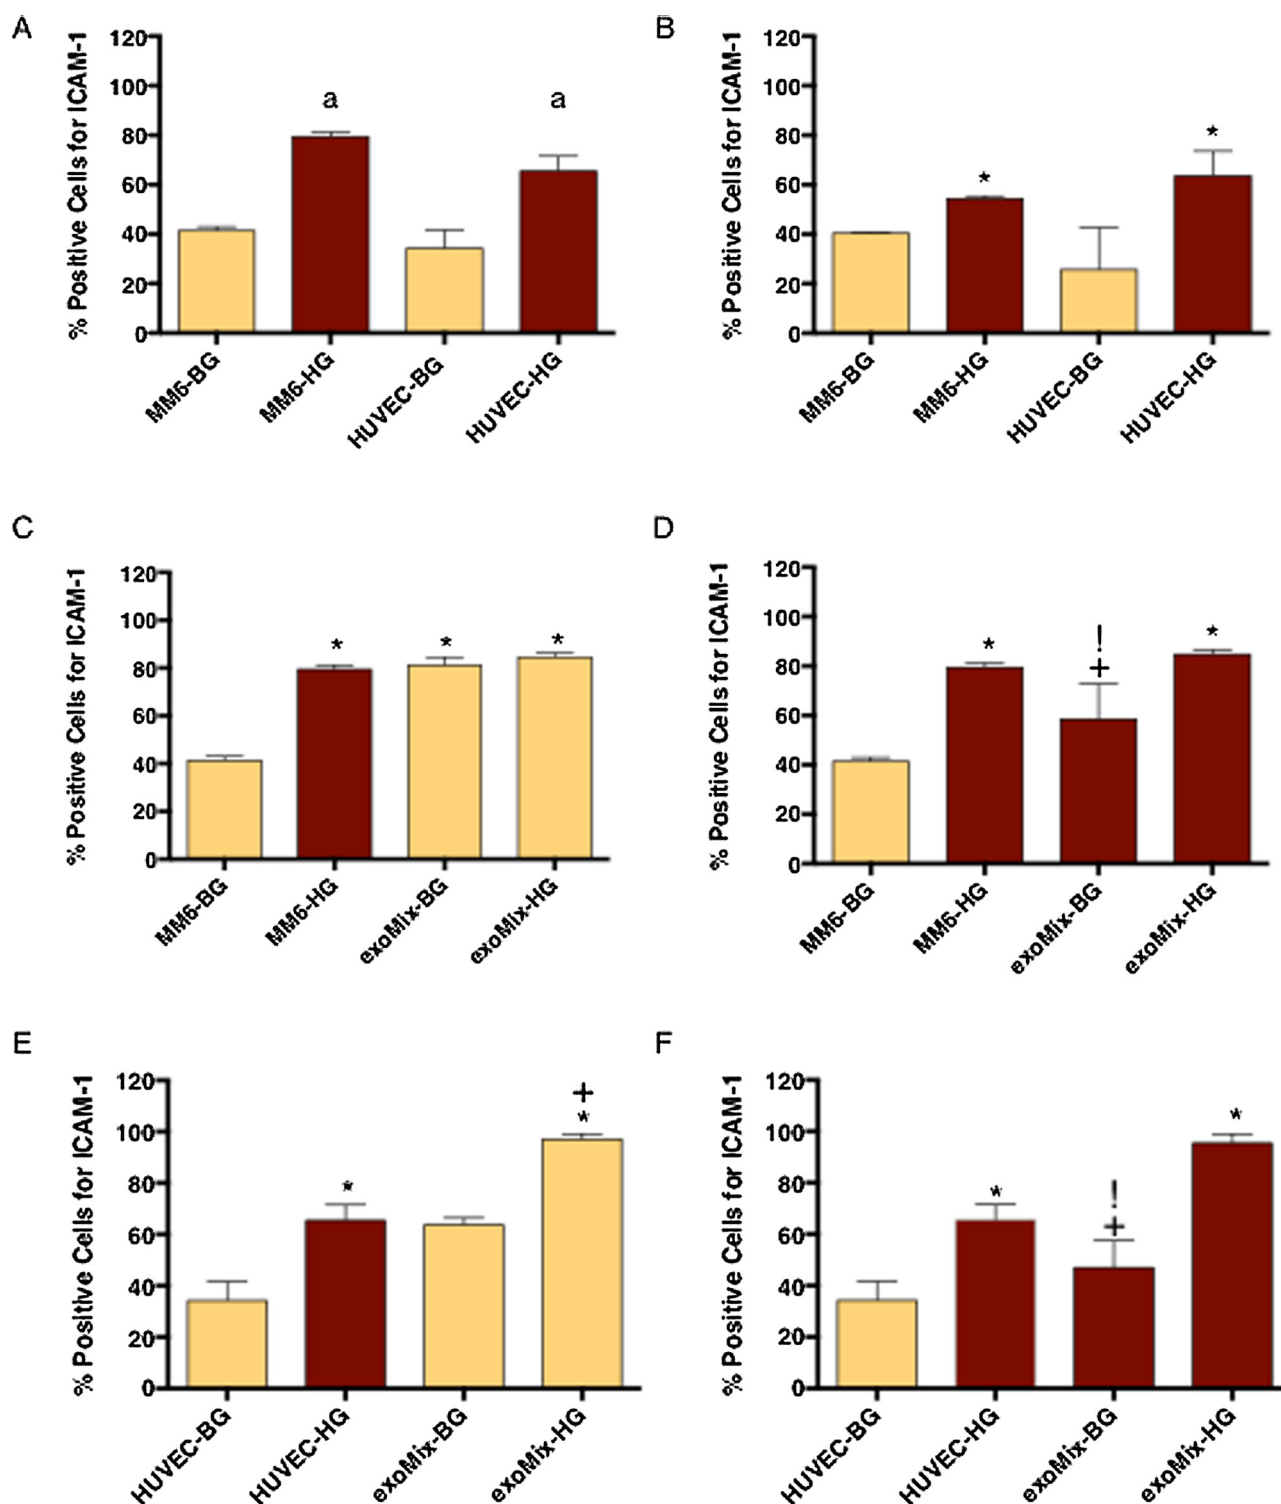 A
% Positive Cells for ICAM-1
120
100
80
60
40
20
0
a
a
MM6-BG
MM6-HG
HUVEC-BG
HUVEC-HG
B
% Positive Cells for ICAM-1
120
100
80
60
40
20
0
*
*
MM6-BG
MM6-HG
HUVEC-BG
HUVEC-HG
C
% Positive Cells for ICAM-1
120
100
80
60
40
20
0
*
*
*
MM6-BG
MM6-HG
exoMix-BG
exoMix-HG
D
% Positive Cells for ICAM-1
120
100
80
60
40
20
0
*
!
+
*
MM6-BG
MM6-HG
exoMix-BG
exoMix-HG
E
% Positive Cells for ICAM-1
120
100
80
60
40
20
0
*
+
*
HUVEC-BG
HUVEC-HG
exoMix-BG
exoMix-HG
F
% Positive Cells for ICAM-1
120
100
80
60
40
20
0
*
!
+
*
HUVEC-BG
HUVEC-HG
exoMix-BG
exoMix-HG